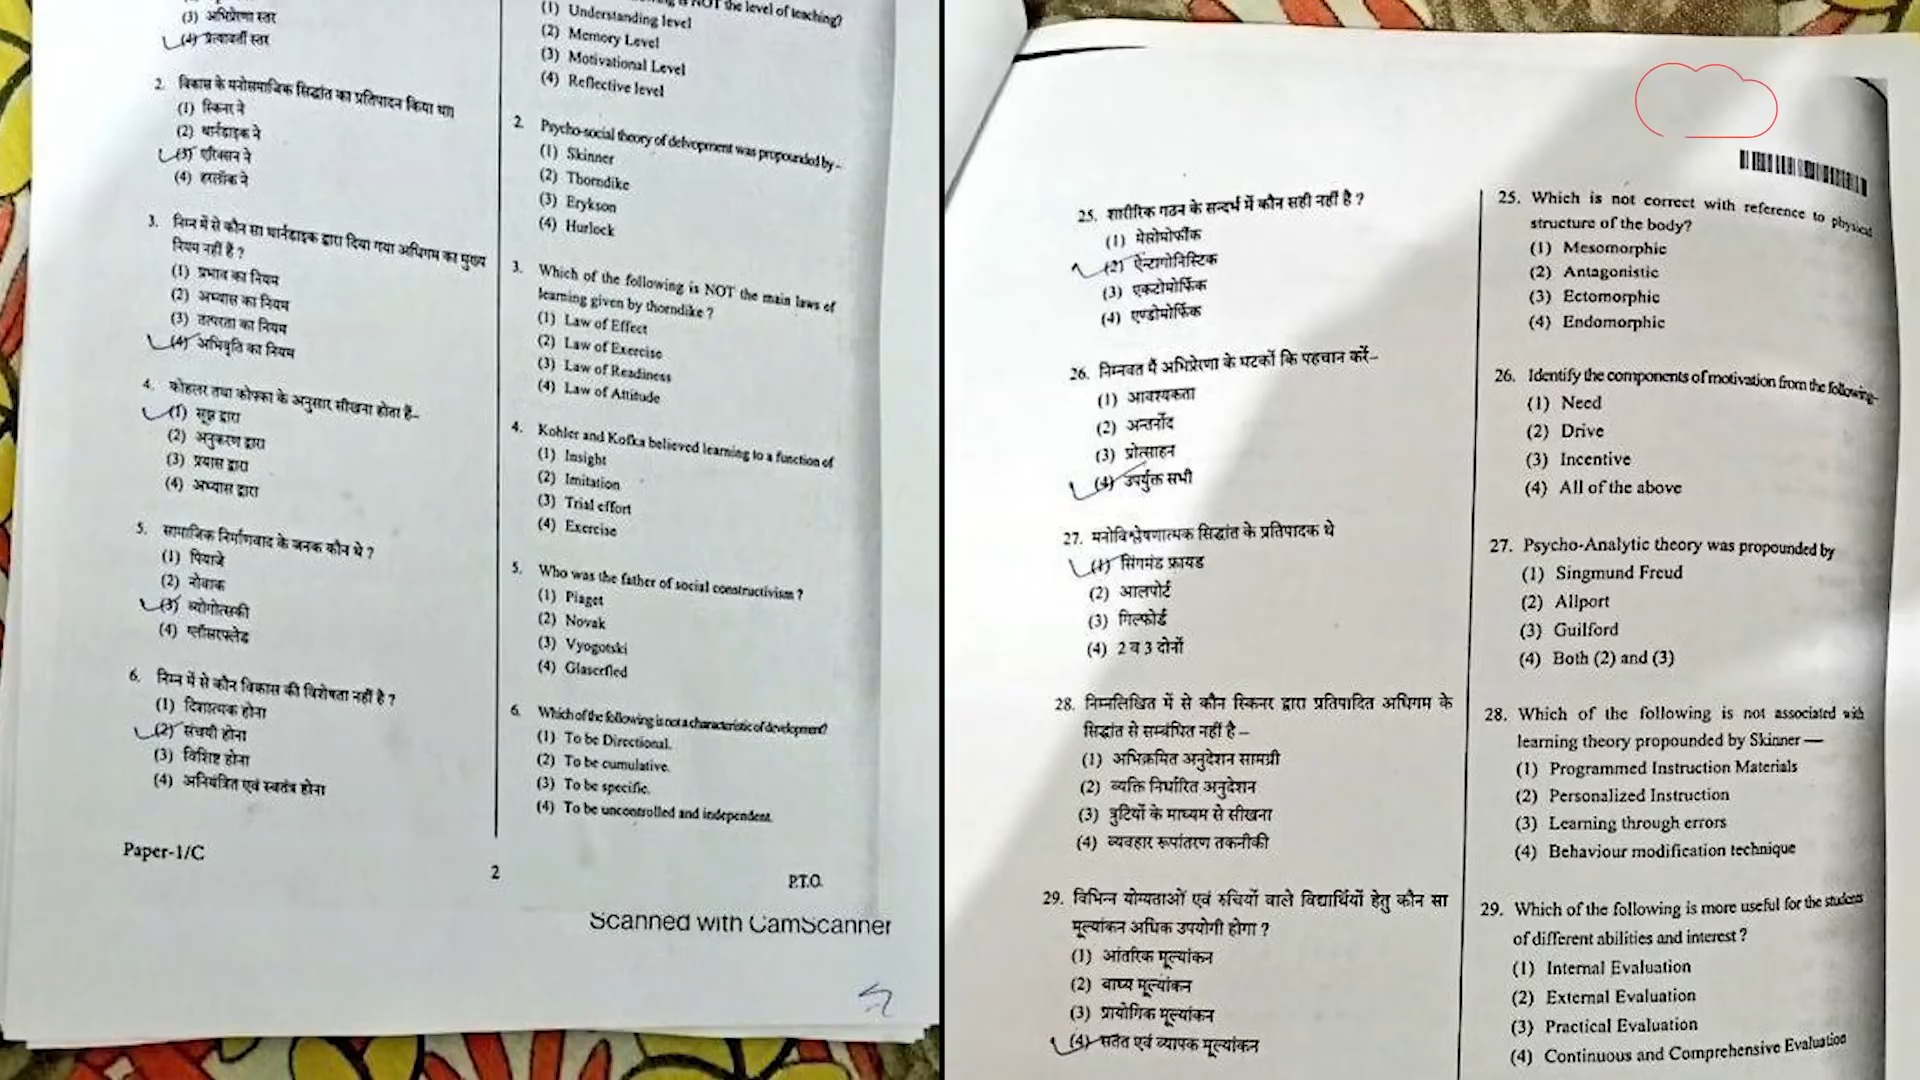 (3) अभिप्रेरणा स्तर
(4) प्रत्यावर्ती स्तर
2. विकास के मनोसमाजिक सिद्धांत का प्रतिपादन किया था।
(1) स्किनर ने
(2) थार्नडाइक ने
(3) एरिक्सन ने
(4) हरलॉक ने
3. निम्न में से कौन सा थार्नडाइक द्वारा दिया गया अधिगम का मुख्य
नियम नहीं है ?
(1) प्रभाव का नियम
(2) अभ्यास का नियम
(3) तत्परता का नियम
(4) अभिवृति का नियम
4. कोहलर तथा कोफ्का के अनुसार सीखना होता है–
(1) सूझ द्वारा
(2) अनुकरण द्वारा
(3) प्रयास द्वारा
(4) अभ्यास द्वारा
5. सामाजिक निर्माणवाद के जनक कौन थे ?
(1) पियाजे
(2) नोवाक
(3) व्योगोत्सकी
(4) ग्लॉसरफ्लेड
6. निम्न में से कौन विकास की विशेषता नहीं है ?
(1) दिशात्मक होना
(2) संचयी होना
(3) विशिष्ट होना
(4) अनियंत्रित एवं स्वतंत्र होना
Paper-1/C
is NOT the level of teaching?
(1) Understanding level
(2) Memory Level
(3) Motivational Level
(4) Reflective level
2. Psycho-social theory of delvopment was propounded by –
(1) Skinner
(2) Thorndike
(3) Erykson
(4) Hurlock
3. Which of the following is NOT the main laws of
learning given by thorndike ?
(1) Law of Effect
(2) Law of Exercise
(3) Law of Readiness
(4) Law of Attitude
4. Kohler and Kofka believed learning to a function of
(1) Insight
(2) Imitation
(3) Trial effort
(4) Exercise
5. Who was the father of social constructivism ?
(1) Piaget
(2) Novak
(3) Vyogotski
(4) Glaserfled
6. Which of the following is not a characteristic of development?
(1) To be Directional.
(2) To be cumulative.
(3) To be specific.
(4) To be uncontrolled and independent.
2
P.T.O.
Scanned with CamScanner
25. शारीरिक गठन के सन्दर्भ में कौन सही नहीं है ?
(1) मेसोमोर्फीक
(2) ऐन्टागोनिस्टिक
(3) एकटोमोर्फिक
(4) एण्डोमोर्फिक
26. निम्नवत मैं अभिप्रेरणा के घटकों कि पहचान करें–
(1) आवश्यकता
(2) अन्तर्नोद
(3) प्रोत्साहन
(4) उपर्युक्त सभी
27. मनोविश्लेषणात्मक सिद्धांत के प्रतिपादक थे
(1) सिंगमंड फ्रायड
(2) आलपोर्ट
(3) गिल्फोर्ड
(4) 2 व 3 दोनों
28. निम्नलिखित में से कौन स्किनर द्वारा प्रतिपादित अधिगम के
सिद्धांत से सम्बंधित नहीं है –
(1) अभिक्रमित अनुदेशन सामग्री
(2) व्यक्ति निर्धारित अनुदेशन
(3) त्रुटियों के माध्यम से सीखना
(4) व्यवहार रूपांतरण तकनीकी
29. विभिन्न योग्यताओं एवं रुचियों वाले विद्यार्थियों हेतु कौन सा
मूल्यांकन अधिक उपयोगी होगा ?
(1) आंतरिक मूल्यांकन
(2) बाघ्य मूल्यांकन
(3) प्रायोगिक मूल्यांकन
(4) सतत एवं व्यापक मूल्यांकन
25. Which is not correct with reference to physical
structure of the body?
(1) Mesomorphic
(2) Antagonistic
(3) Ectomorphic
(4) Endomorphic
26. Identify the components of motivation from the following–
(1) Need
(2) Drive
(3) Incentive
(4) All of the above
27. Psycho-Analytic theory was propounded by
(1) Singmund Freud
(2) Allport
(3) Guilford
(4) Both (2) and (3)
28. Which of the following is not associated with
learning theory propounded by Skinner —
(1) Programmed Instruction Materials
(2) Personalized Instruction
(3) Learning through errors
(4) Behaviour modification technique
29. Which of the following is more useful for the students
of different abilities and interest ?
(1) Internal Evaluation
(2) External Evaluation
(3) Practical Evaluation
(4) Continuous and Comprehensive Evaluation